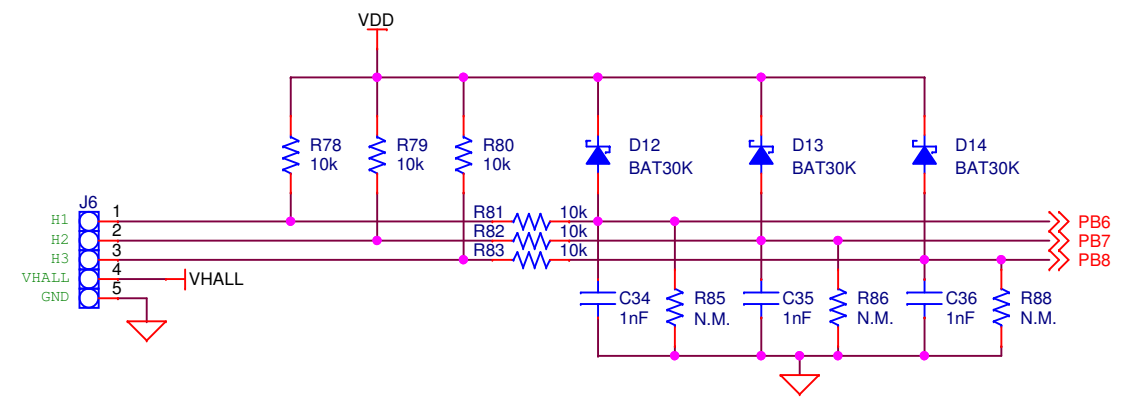 VDD
R78
10k
R79
10k
R80
10k
D12
BAT30K
D13
BAT30K
D14
BAT30K
J6
H1 1 R81 10k PB6
H2 2 R82 10k PB7
H3 3 R83 10k PB8
VHALL 4 VHALL
GND 5
C34
1nF
R85
N.M.
C35
1nF
R86
N.M.
C36
1nF
R88
N.M.